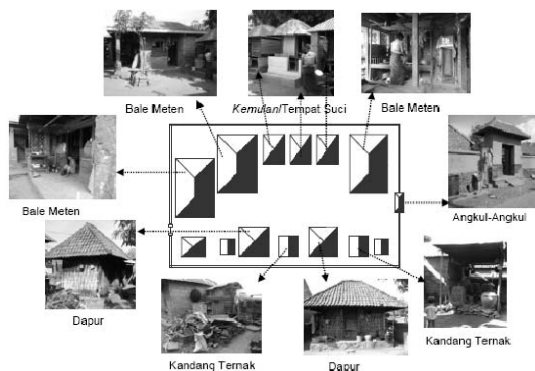 Bale Meten
Kemulan/Tempat Suci
Bale Meten
Bale Meten
Angkul-Angkul
Dapur
Kandang Ternak
Dapur
Kandang Ternak